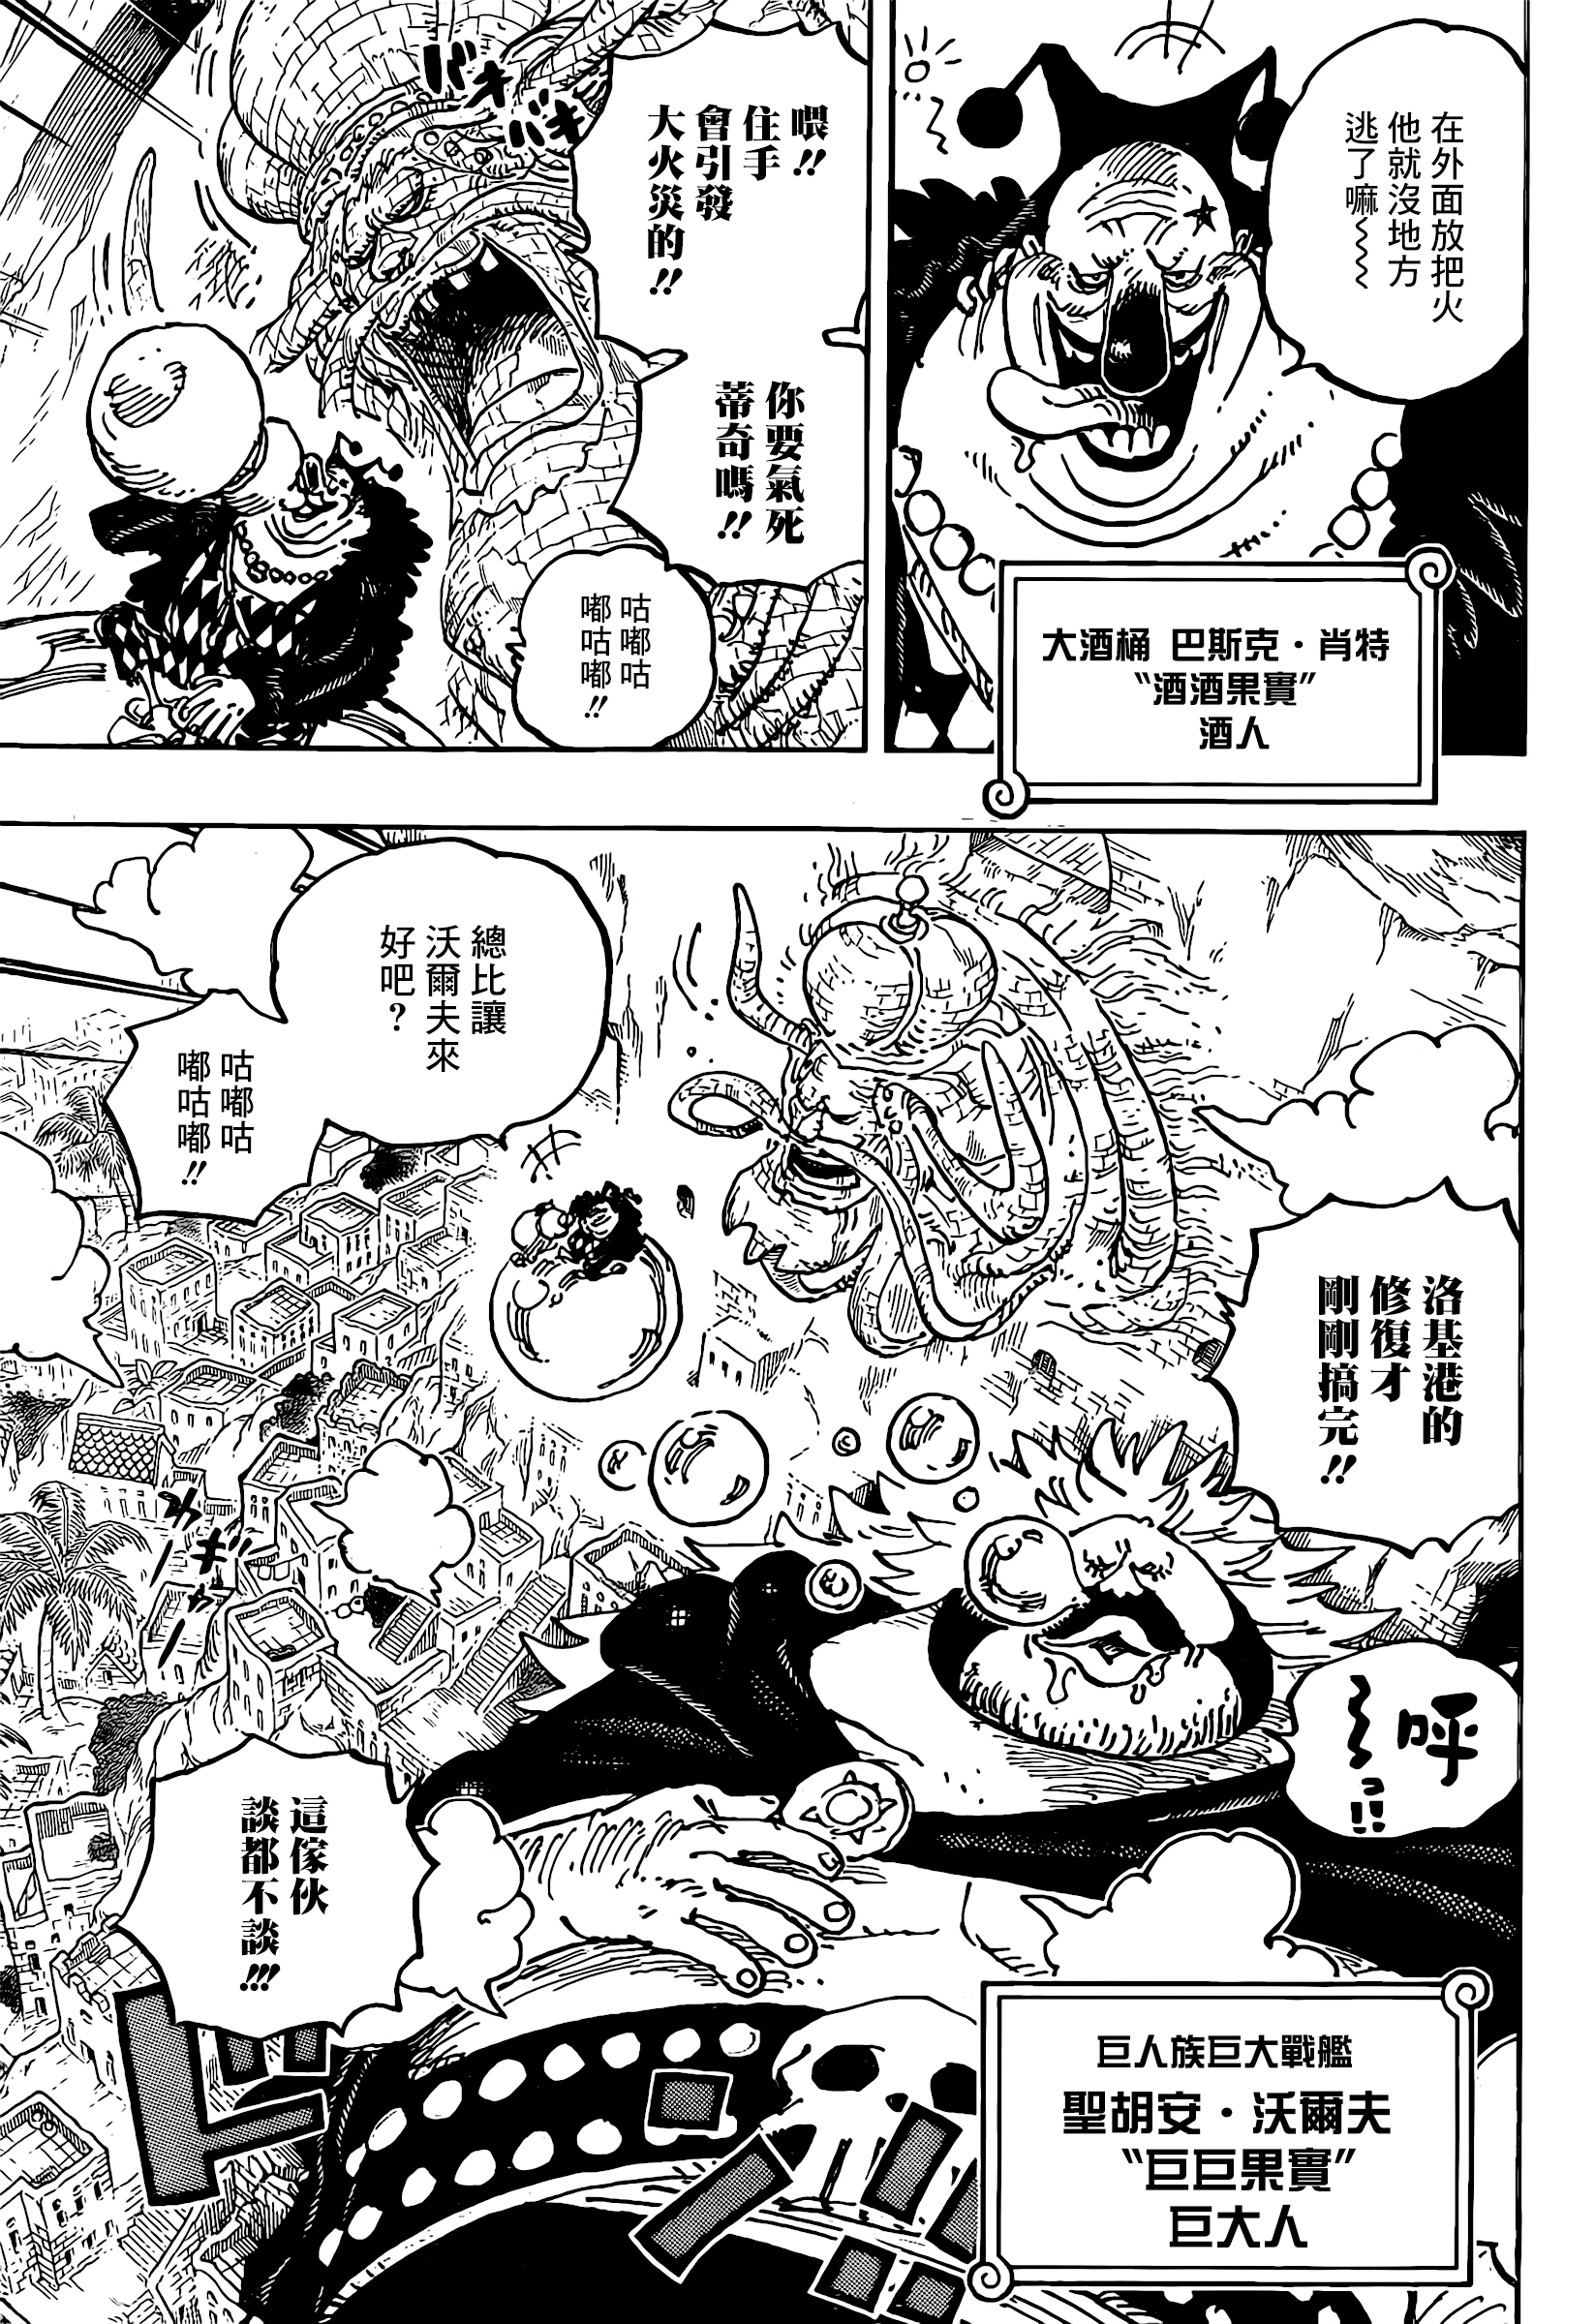 在外面放把火
他就沒地方
逃了嘛～～～
大酒桶 巴斯克·肖特
“酒酒果實”
酒人
喂!!
住手
會引發
大火災的!!
你要氣死
蒂奇嗎!!
バキ
バキ
咕嘟咕
嘟咕嘟!!
洛基港的
修復才
剛剛搞完!!
總比讓
沃爾夫來
好吧?
咕嘟咕
嘟咕嘟!!
呼
～～!!
這傢伙
談都不談!!!
巨人族巨大戰艦
聖胡安·沃爾夫
“巨巨果實”
巨大人